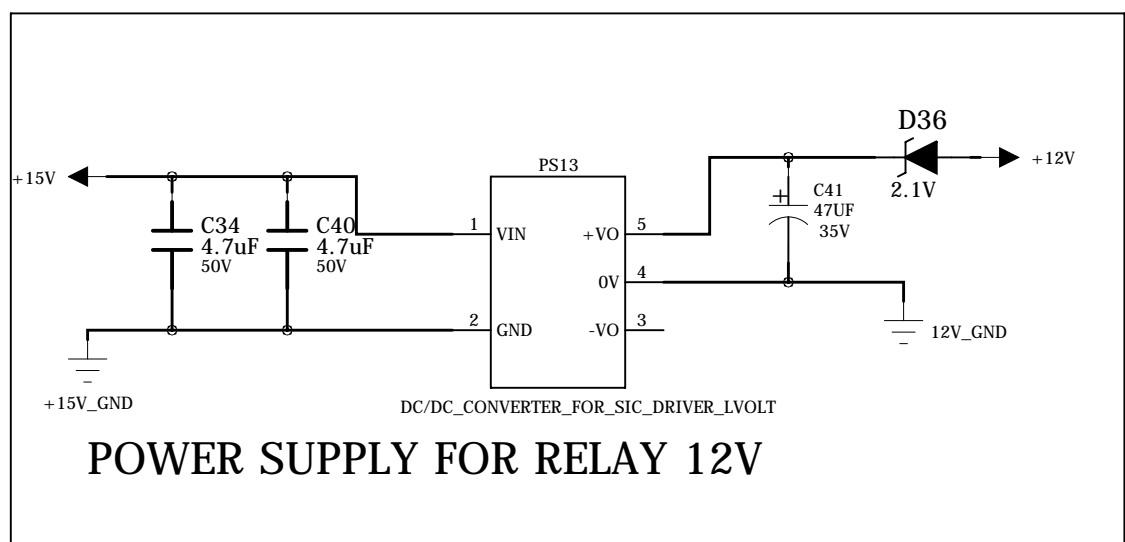 D36
+12V
2.1V
PS13
+15V
C41
47UF
35V
C34
4.7uF
50V
C40
4.7uF
50V
1
VIN
+VO
5
0V
4
2
GND
-VO
3
12V_GND
+15V_GND
DC/DC_CONVERTER_FOR_SIC_DRIVER_LVOLT
POWER SUPPLY FOR RELAY 12V